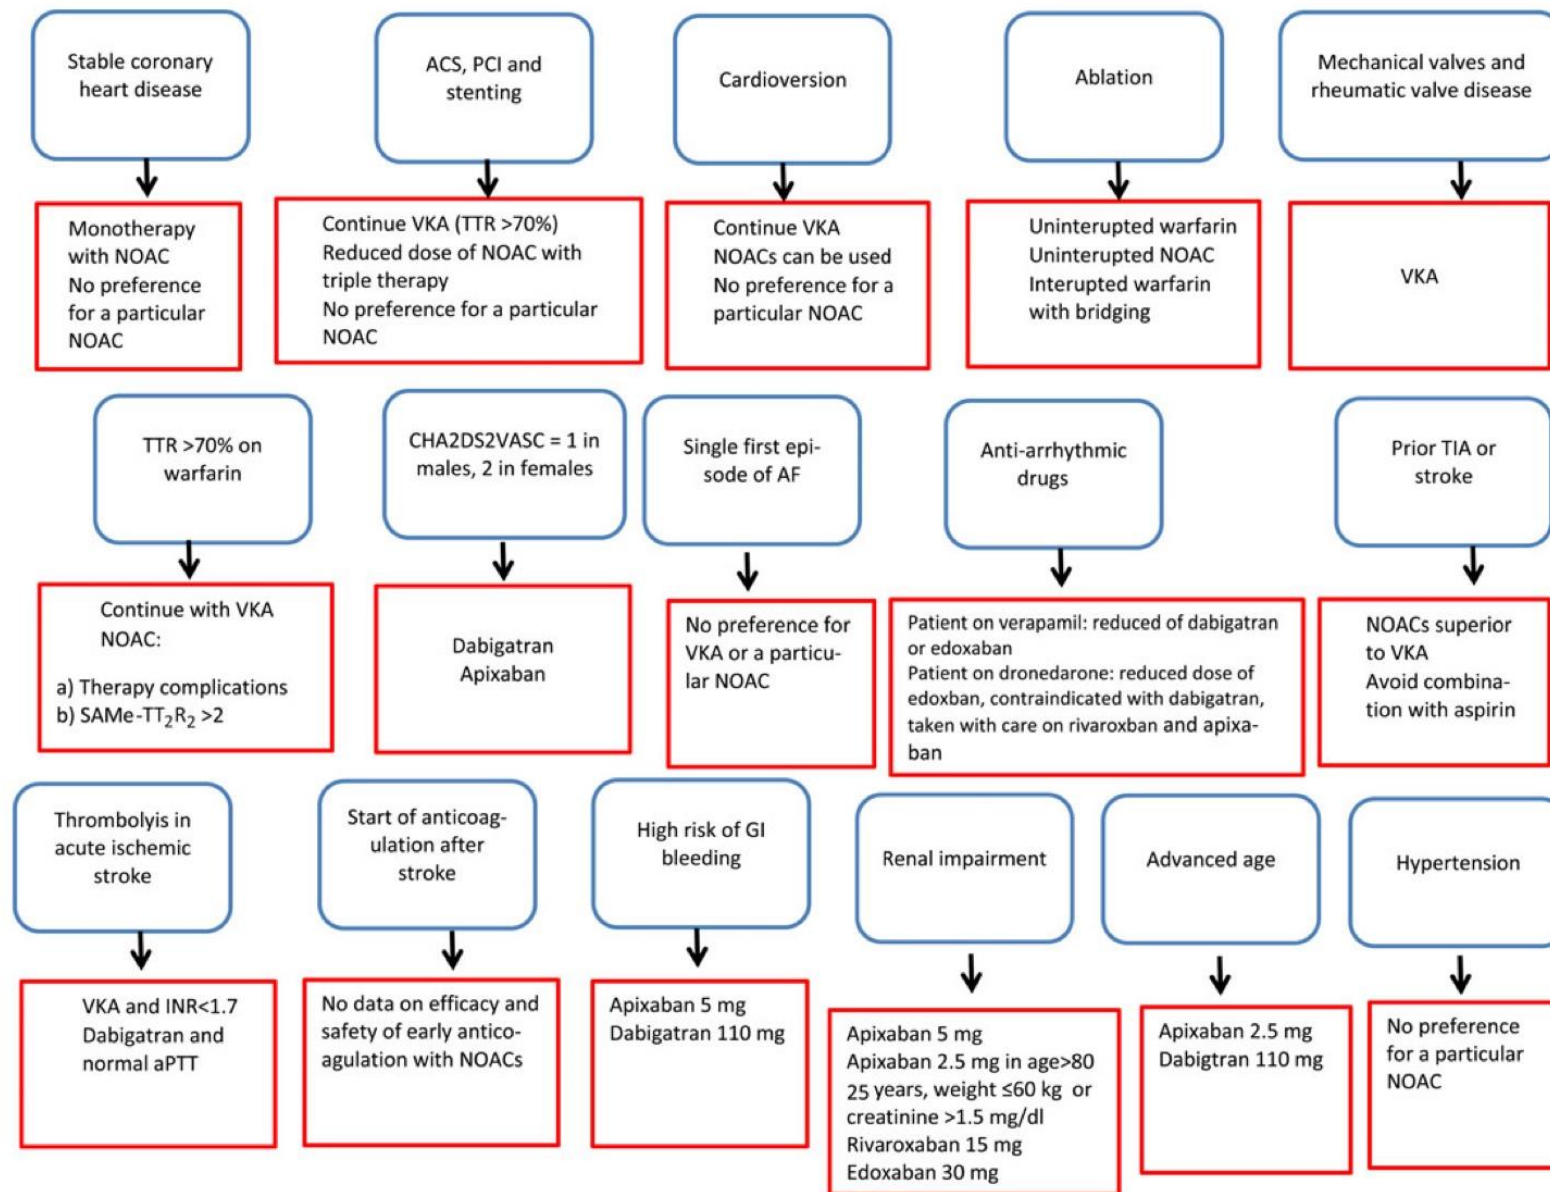 Stable coronary
heart disease
ACS, PCI and
stenting
Cardioversion
Ablation
Mechanical valves and
rheumatic valve disease
Monotherapy
with NOAC
No preference
for a particular
NOAC
Continue VKA (TTR >70%)
Reduced dose of NOAC with
triple therapy
No preference for a particular
NOAC
Continue VKA
NOACs can be used
No preference for a
particular NOAC
Uninterupted warfarin
Uninterupted NOAC
Interupted warfarin
with bridging
VKA
TTR >70% on
warfarin
CHA2DS2VASC = 1 in
males, 2 in females
Single first epi-
sode of AF
Anti-arrhythmic
drugs
Prior TIA or
stroke
Continue with VKA
NOAC:
a) Therapy complications
b) SAMe-TT₂R₂ >2
Dabigatran
Apixaban
No preference for
VKA or a particu-
lar NOAC
Patient on verapamil: reduced of dabigatran
or edoxaban
Patient on dronedarone: reduced dose of
edoxban, contraindicated with dabigatran,
taken with care on rivaroxban and apixa-
ban
NOACs superior
to VKA
Avoid combina-
tion with aspirin
Thrombolyis in
acute ischemic
stroke
Start of anticoag-
ulation after
stroke
High risk of GI
bleeding
Renal impairment
Advanced age
Hypertension
VKA and INR<1.7
Dabigatran and
normal aPTT
No data on efficacy and
safety of early antico-
agulation with NOACs
Apixaban 5 mg
Dabigatran 110 mg
Apixaban 5 mg
Apixaban 2.5 mg in age>80
25 years, weight ≤60 kg or
creatinine >1.5 mg/dl
Rivaroxaban 15 mg
Edoxaban 30 mg
Apixaban 2.5 mg
Dabigtran 110 mg
No preference
for a particular
NOAC